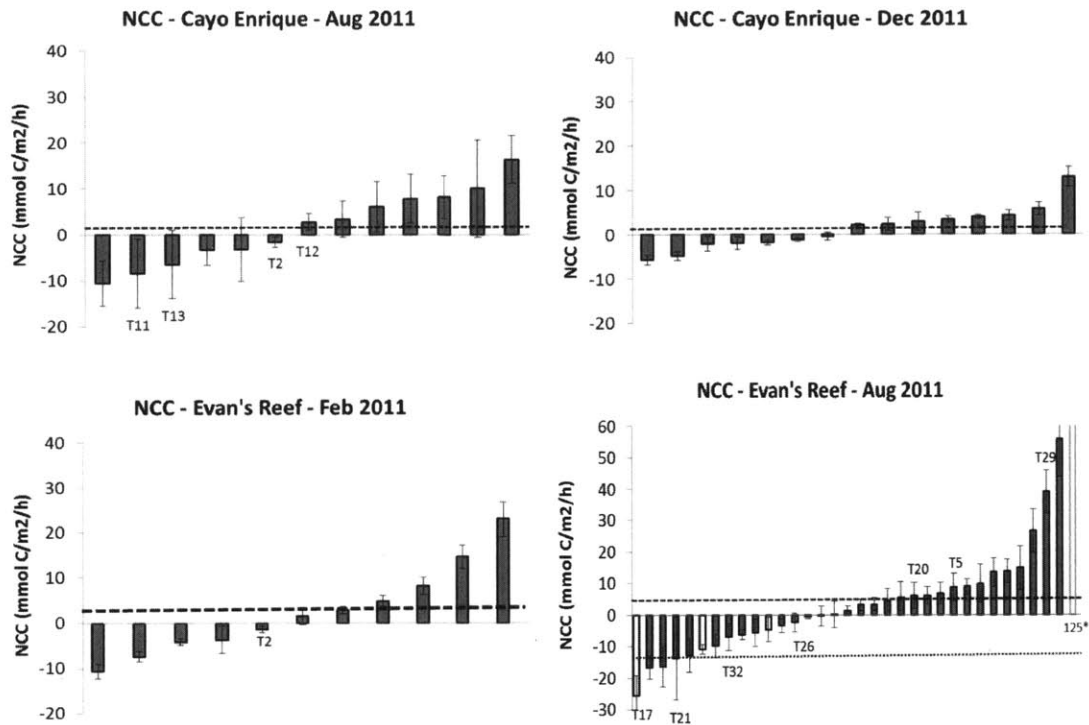 NCC - Cayo Enrique - Aug 2011
NCC (mmol C/m2/h)
40
30
20
10
0
-10
-20
T11
T13
T2
T12
NCC - Cayo Enrique - Dec 2011
NCC (mmol C/m2/h)
40
30
20
10
0
-10
-20
NCC - Evan's Reef - Feb 2011
NCC (mmol C/m2/h)
40
30
20
10
0
-10
-20
T2
NCC - Evan's Reef - Aug 2011
NCC (mmol C/m2/h)
60
50
40
30
20
10
0
-10
-20
-30
T17
T21
T32
T26
T20
T5
T29
125*